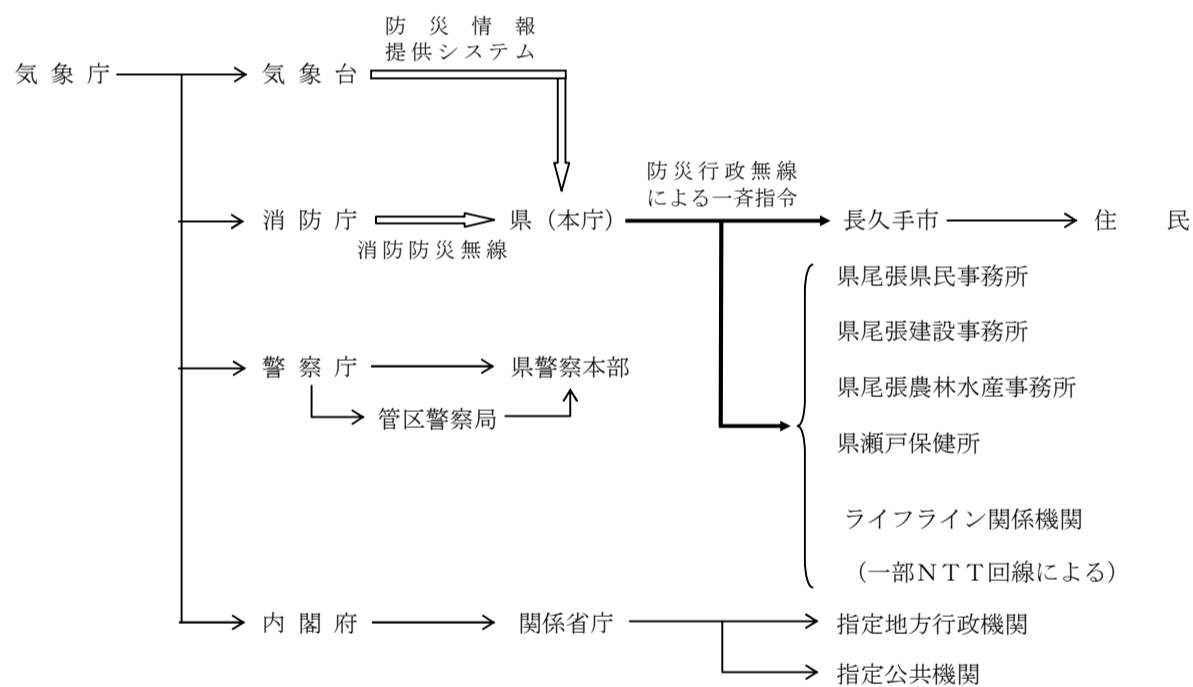 防災情報
提供システム
気象庁
気象台
防災行政無線
による一斉指令
消防庁
県（本庁）
長久手市
住民
消防防災無線
県尾張県民事務所
県尾張建設事務所
警察庁
県警察本部
県尾張農林水産事務所
管区警察局
県瀬戸保健所
ライフライン関係機関
（一部ＮＴＴ回線による）
内閣府
関係省庁
指定地方行政機関
指定公共機関